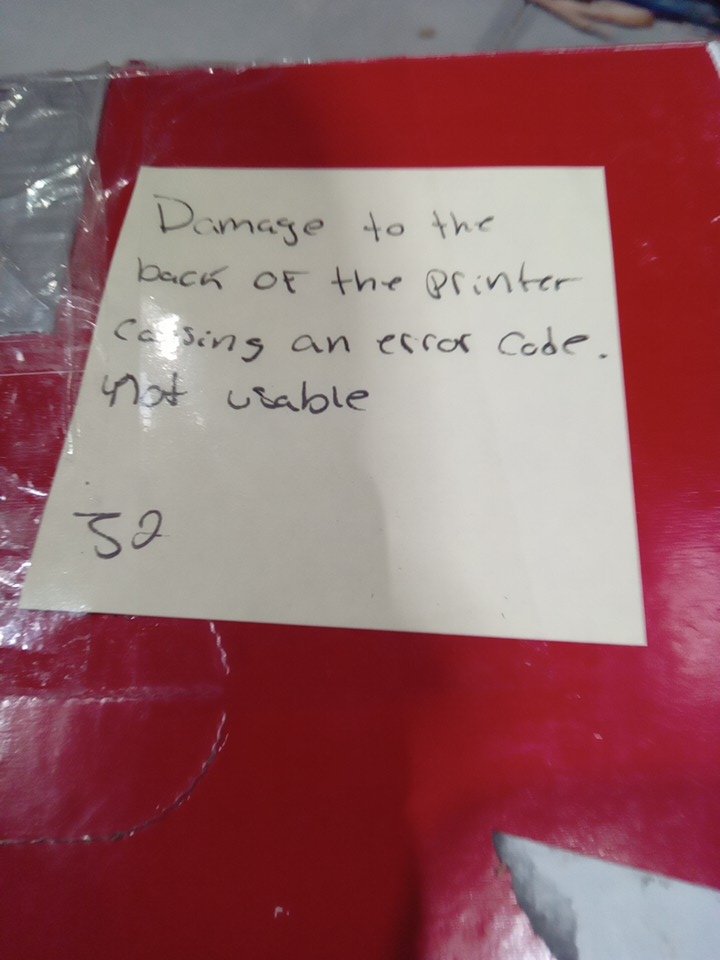 Damage to the
back of the printer
causing an error code.
Not usable
52